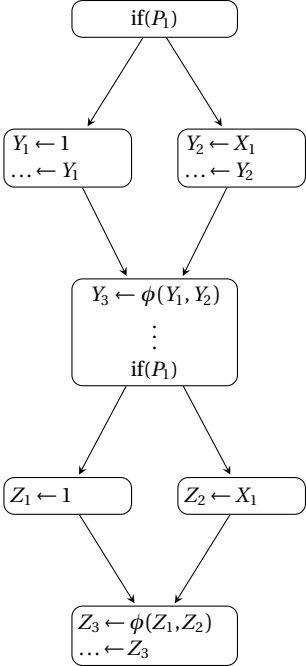 if(P₁)
Y₁ ← 1
… ← Y₁
Y₂ ← X₁
… ← Y₂
Y₃ ← ϕ(Y₁, Y₂)
⋮
if(P₁)
Z₁ ← 1
Z₂ ← X₁
Z₃ ← ϕ(Z₁,Z₂)
… ← Z₃